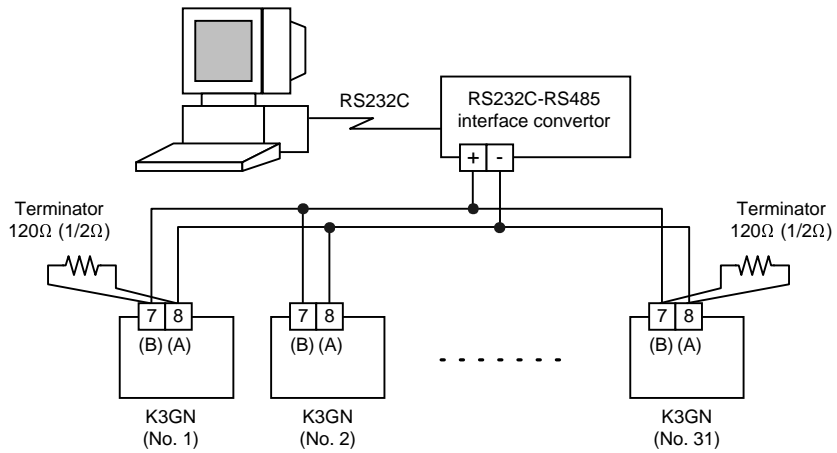 RS232C
RS232C-RS485
interface convertor
+ -
Terminator
120Ω (1/2Ω)
Terminator
120Ω (1/2Ω)
7 8
(B) (A)
7 8
(B) (A)
7 8
(B) (A)
K3GN
(No. 1)
K3GN
(No. 2)
K3GN
(No. 31)